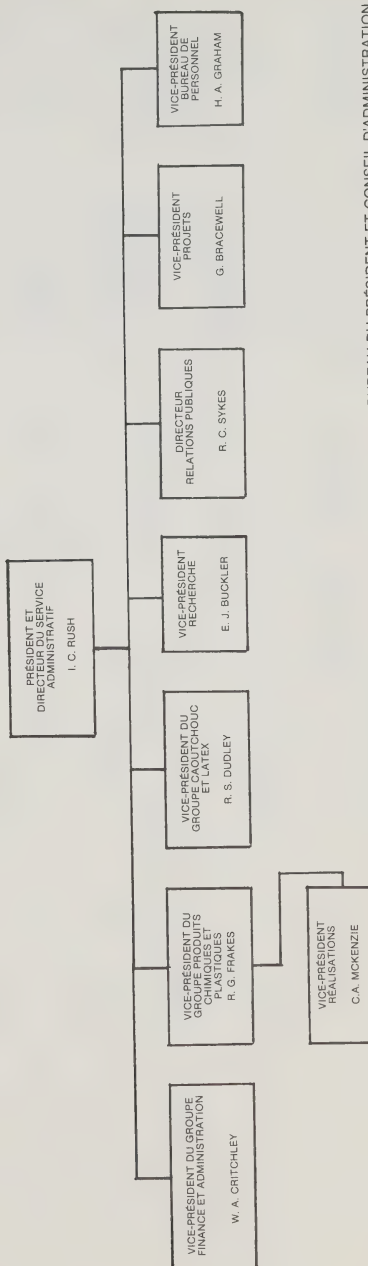 PRÉSIDENT ET
DIRECTEUR DU SERVICE
ADMINISTRATIF
I. C. RUSH
VICE-PRÉSIDENT DU GROUPE
FINANCE ET ADMINISTRATION
W. A. CRITCHLEY
VICE-PRÉSIDENT DU
GROUPE PRODUITS
CHIMIQUES ET
PLASTIQUES
R. G. FRAKES
VICE-PRÉSIDENT DU
GROUPE CAOUTCHOUC
ET LATEX
R. S. DUDLEY
VICE-PRÉSIDENT
RECHERCHE
E. J. BUCKLER
DIRECTEUR
RELATIONS PUBLIQUES
R. C. SYKES
VICE-PRÉSIDENT
PROJETS
G. BRACEWELL
VICE-PRÉSIDENT
BUREAU DE
PERSONNEL
H. A. GRAHAM
VICE-PRÉSIDENT
RÉALISATIONS
C.A. MCKENZIE
BUREAU DU PRÉSIDENT ET CONSEIL D'ADMINISTRATION